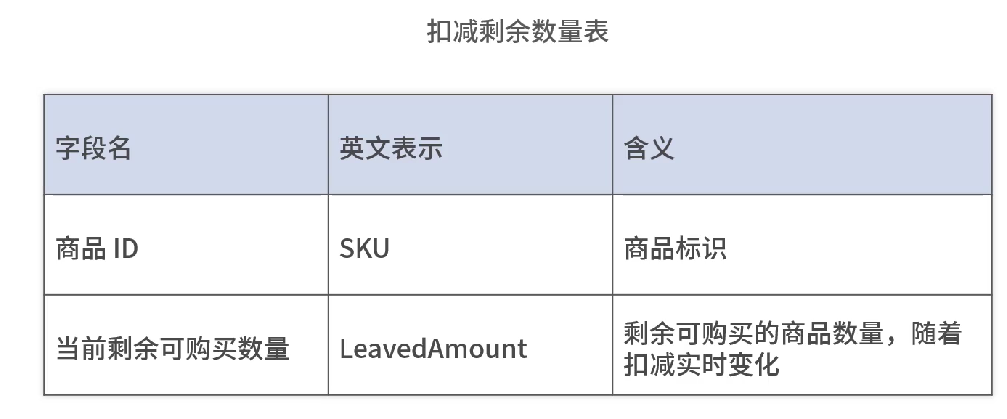 扣减剩余数量表
字段名 英文表示 含义
商品 ID SKU 商品标识
当前剩余可购买数量 LeavedAmount 剩余可购买的商品数量，随着
扣减实时变化